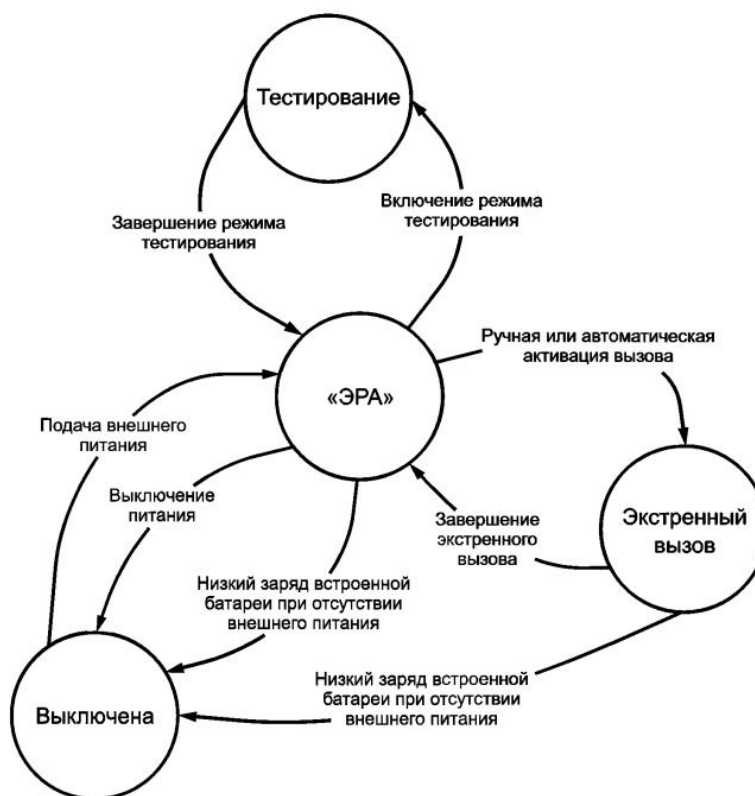 Тестирование
Завершение режима
тестирования
Включение режима
тестирования
Ручная или автоматическая
активация вызова
«ЭРА»
Подача внешнего
питания
Выключение
питания
Завершение
экстренного
вызова
Экстренный
вызов
Низкий заряд встроенной
батареи при отсутствии
внешнего питания
Низкий заряд встроенной
батареи при отсутствии
внешнего питания
Выключена